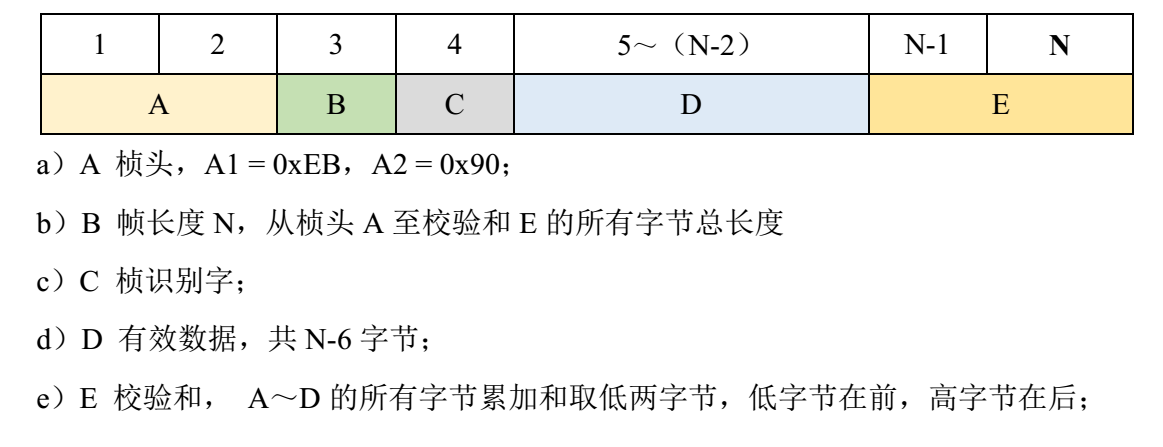 1 2 3 4 5～（N-2） N-1 N
A B C D E
a）A 桢头，A1 = 0xEB，A2 = 0x90；
b）B 帧长度 N，从桢头 A 至校验和 E 的所有字节总长度
c）C 桢识别字；
d）D 有效数据，共 N-6 字节；
e）E 校验和， A～D 的所有字节累加和取低两字节，低字节在前，高字节在后；